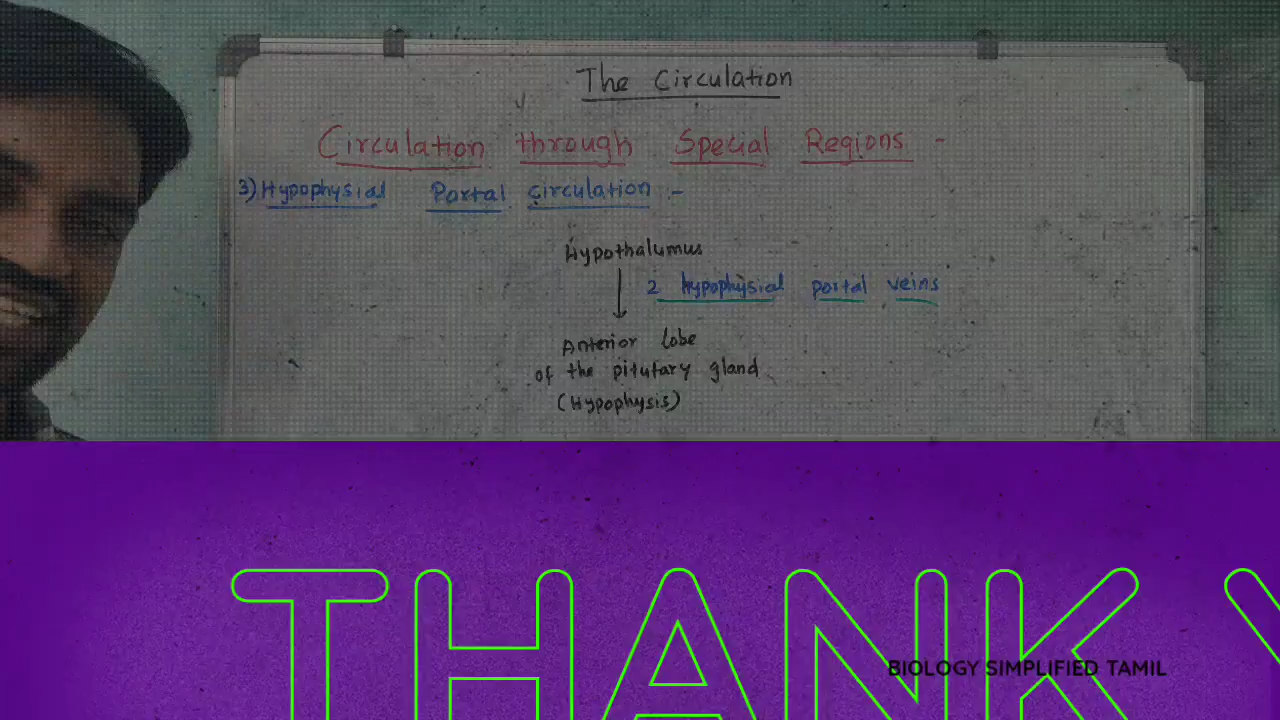 The Circulation
Circulation through Special Regions -
3) Hypophysial Portal circulation :-
Hypothalumus
2 hypophysial portal veins
Anterior lobe
of the pitutary gland
(Hypophysis)
THANK Y
BIOLOGY SIMPLIFIED TAMIL